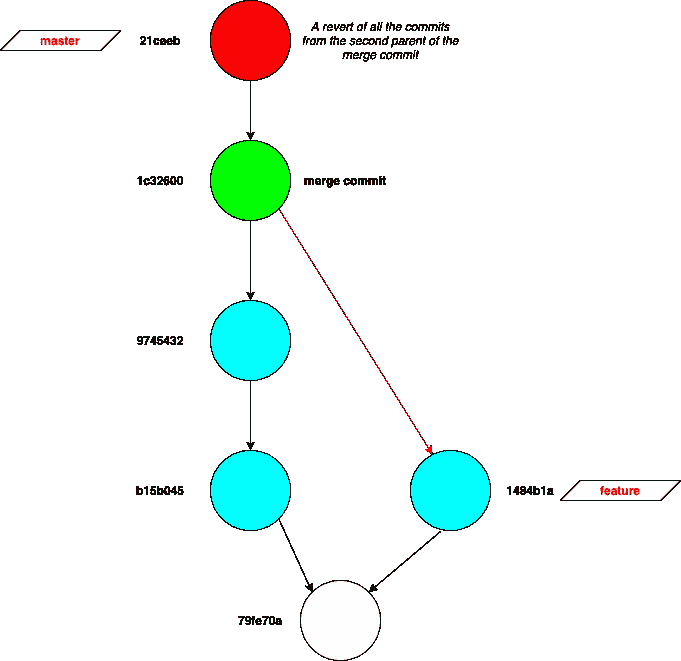 master
21cøeb
A revert of all the commits
from the second parent of the
merge commit
1c32600
merge commit
9745432
b15b045
1484b1a
feature
79fe70a